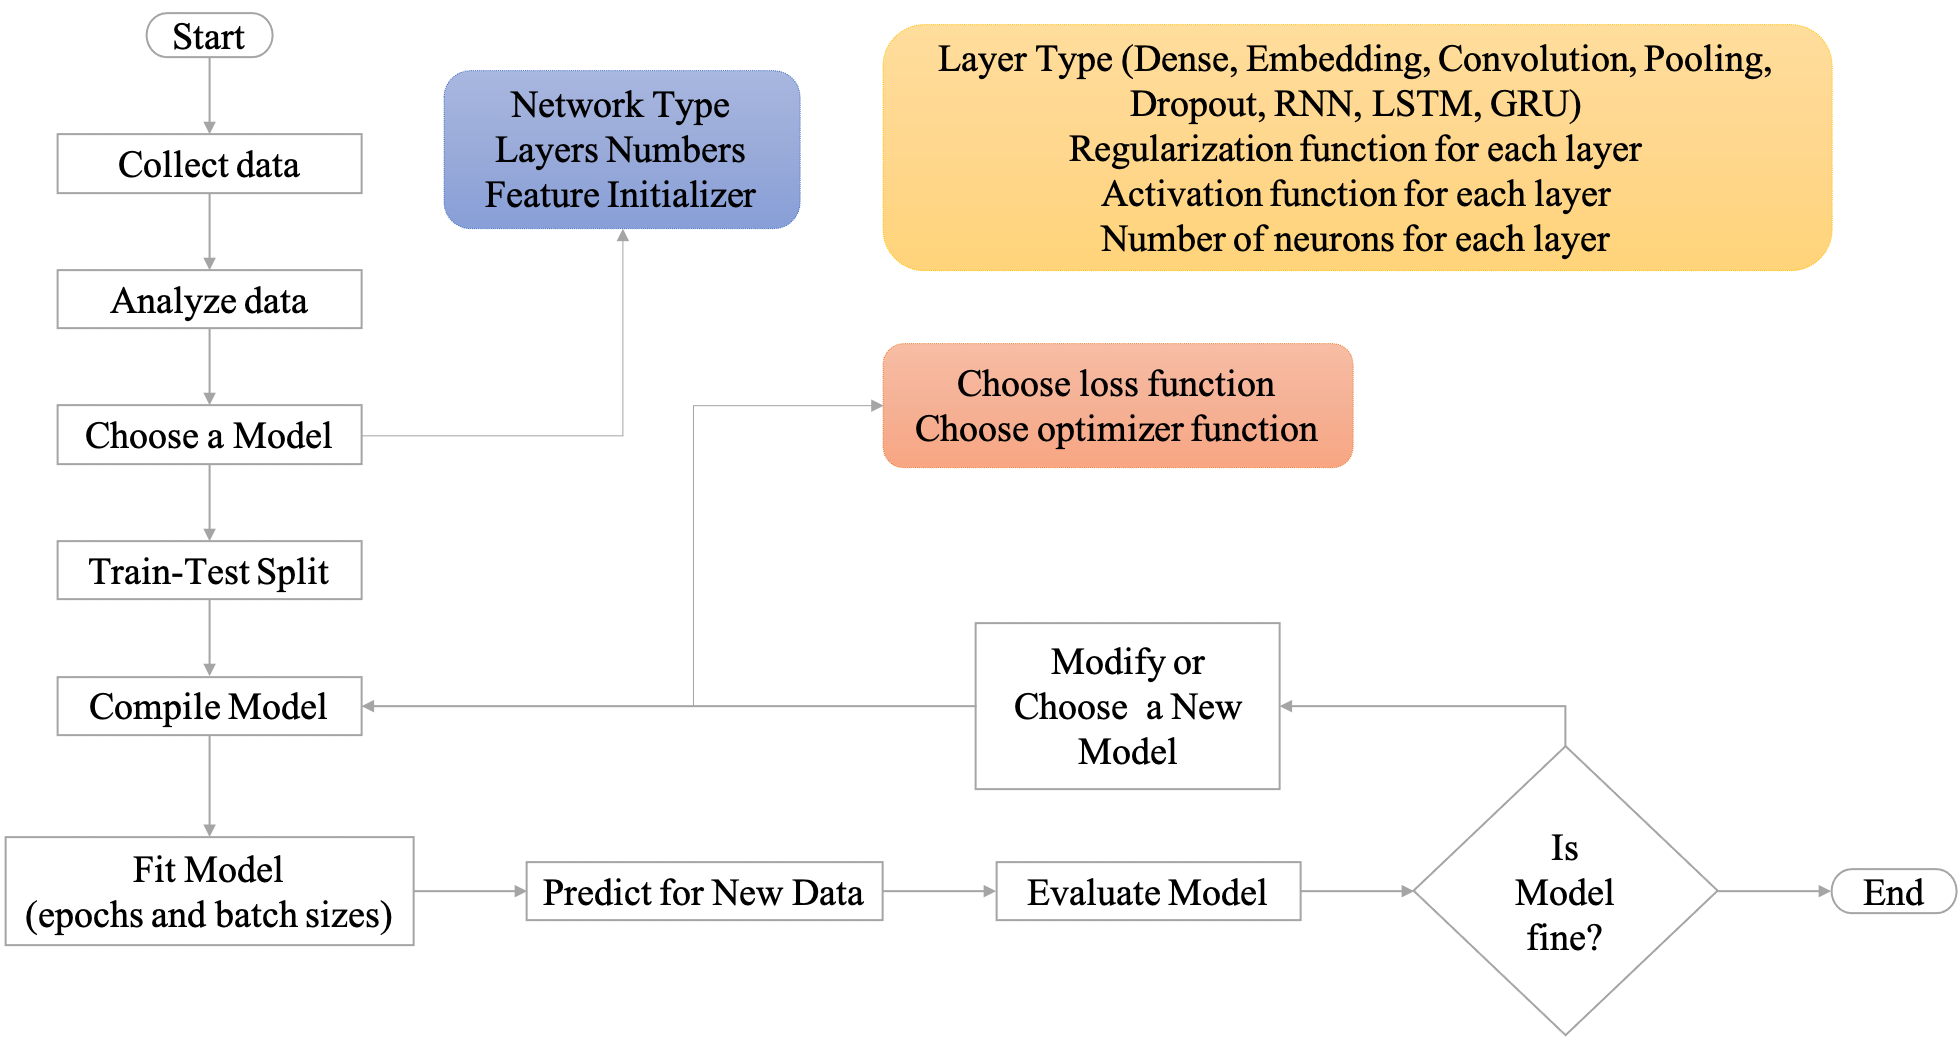 Start
Collect data
Analyze data
Choose a Model
Train-Test Split
Compile Model
Fit Model
(epochs and batch sizes)
Network Type
Layers Numbers
Feature Initializer
Layer Type (Dense, Embedding, Convolution, Pooling,
Dropout, RNN, LSTM, GRU)
Regularization function for each layer
Activation function for each layer
Number of neurons for each layer
Choose loss function
Choose optimizer function
Modify or
Choose a New
Model
Predict for New Data
Evaluate Model
Is
Model
fine?
End